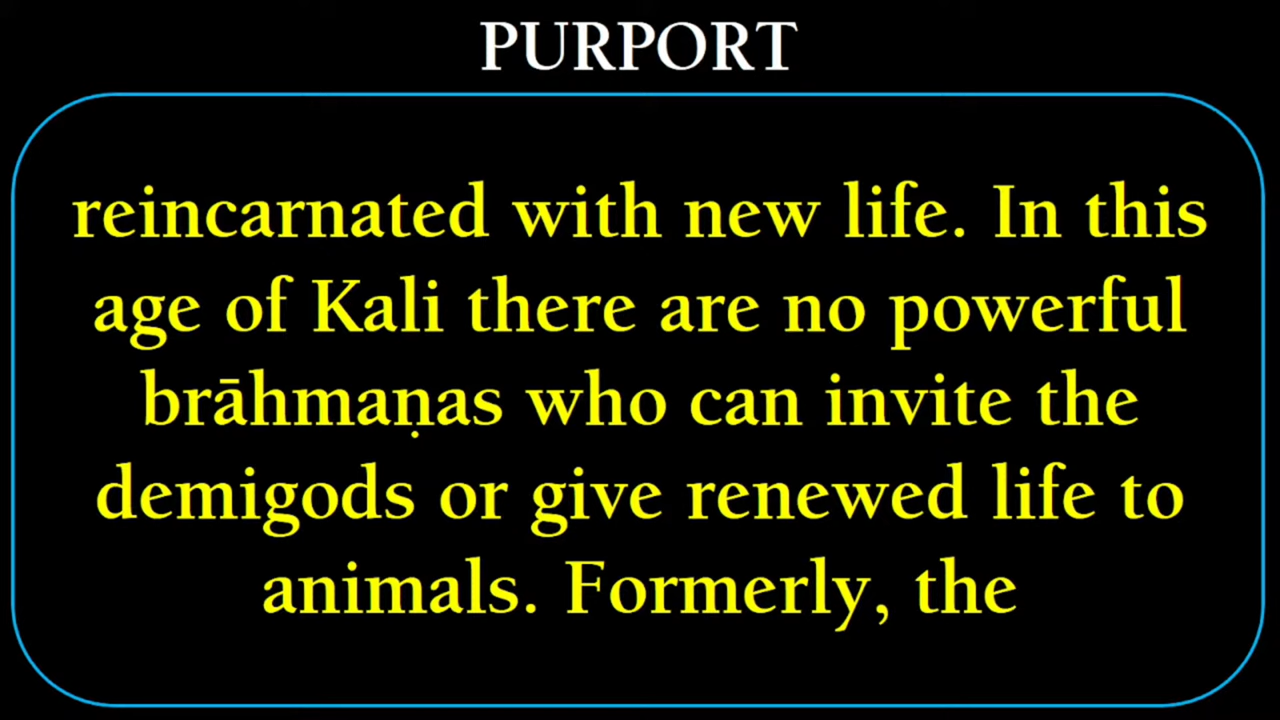 PURPORT
reincarnated with new life. In this
age of Kali there are no powerful
brāhmaṇas who can invite the
demigods or give renewed life to
animals. Formerly, the